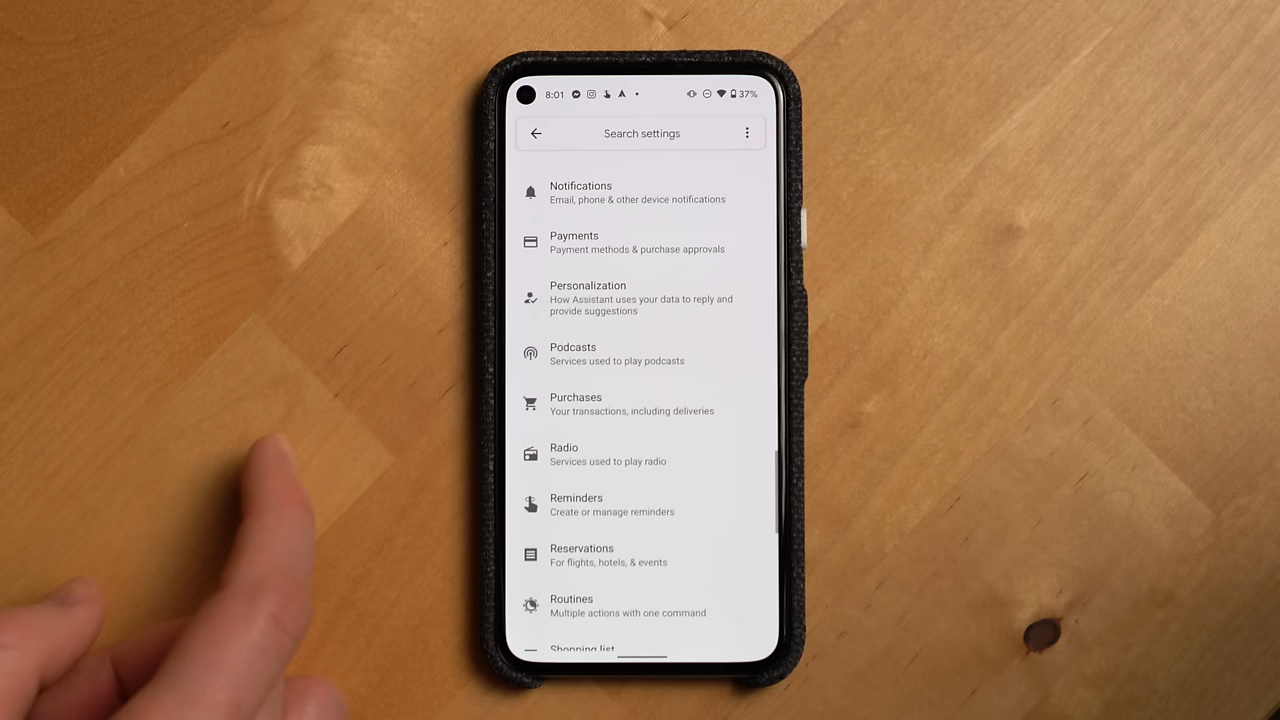 8:01 37%
Search settings
Notifications
Email, phone & other device notifications
Payments
Payment methods & purchase approvals
Personalization
How Assistant uses your data to reply and
provide suggestions
Podcasts
Services used to play podcasts
Purchases
Your transactions, including deliveries
Radio
Services used to play radio
Reminders
Create or manage reminders
Reservations
For flights, hotels, & events
Routines
Multiple actions with one command
Shopping list